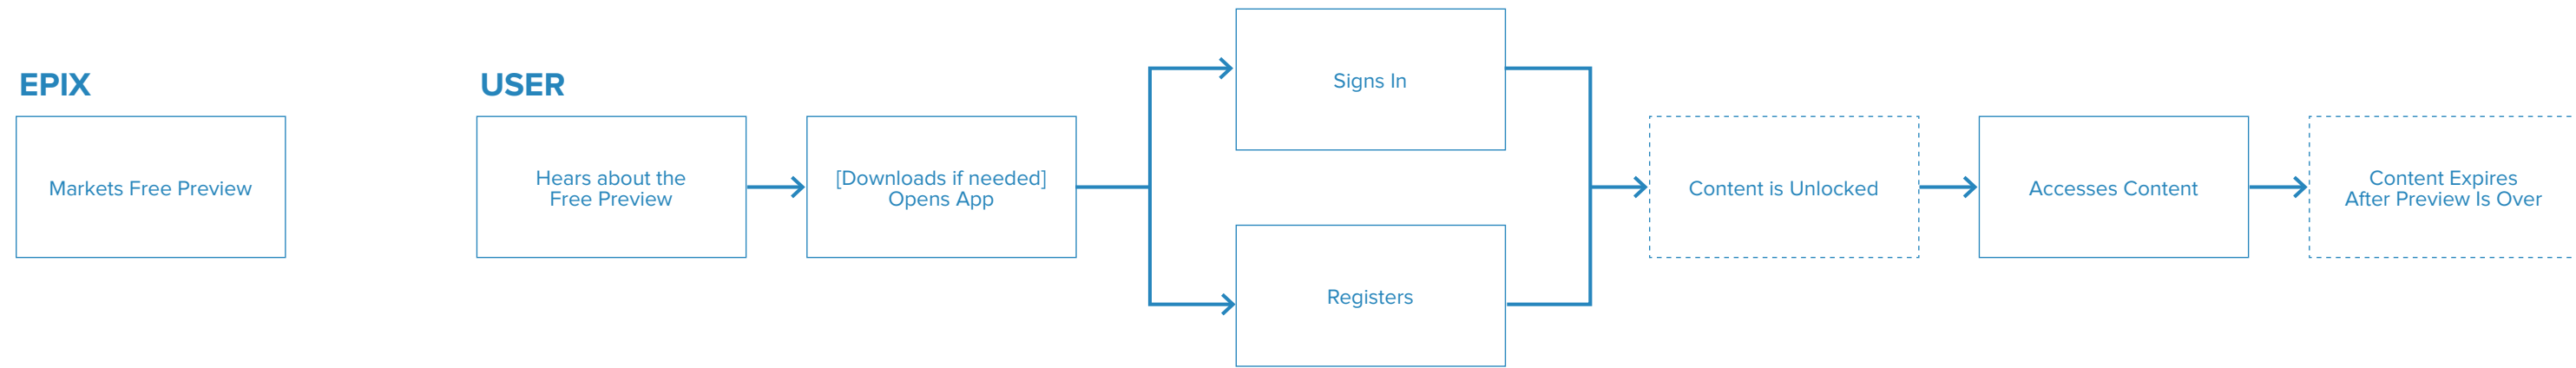 EPIX
Markets Free Preview
USER
Hears about the
Free Preview
[Downloads if needed]
Opens App
Signs In
Registers
Content is Unlocked
Accesses Content
Content Expires
After Preview Is Over